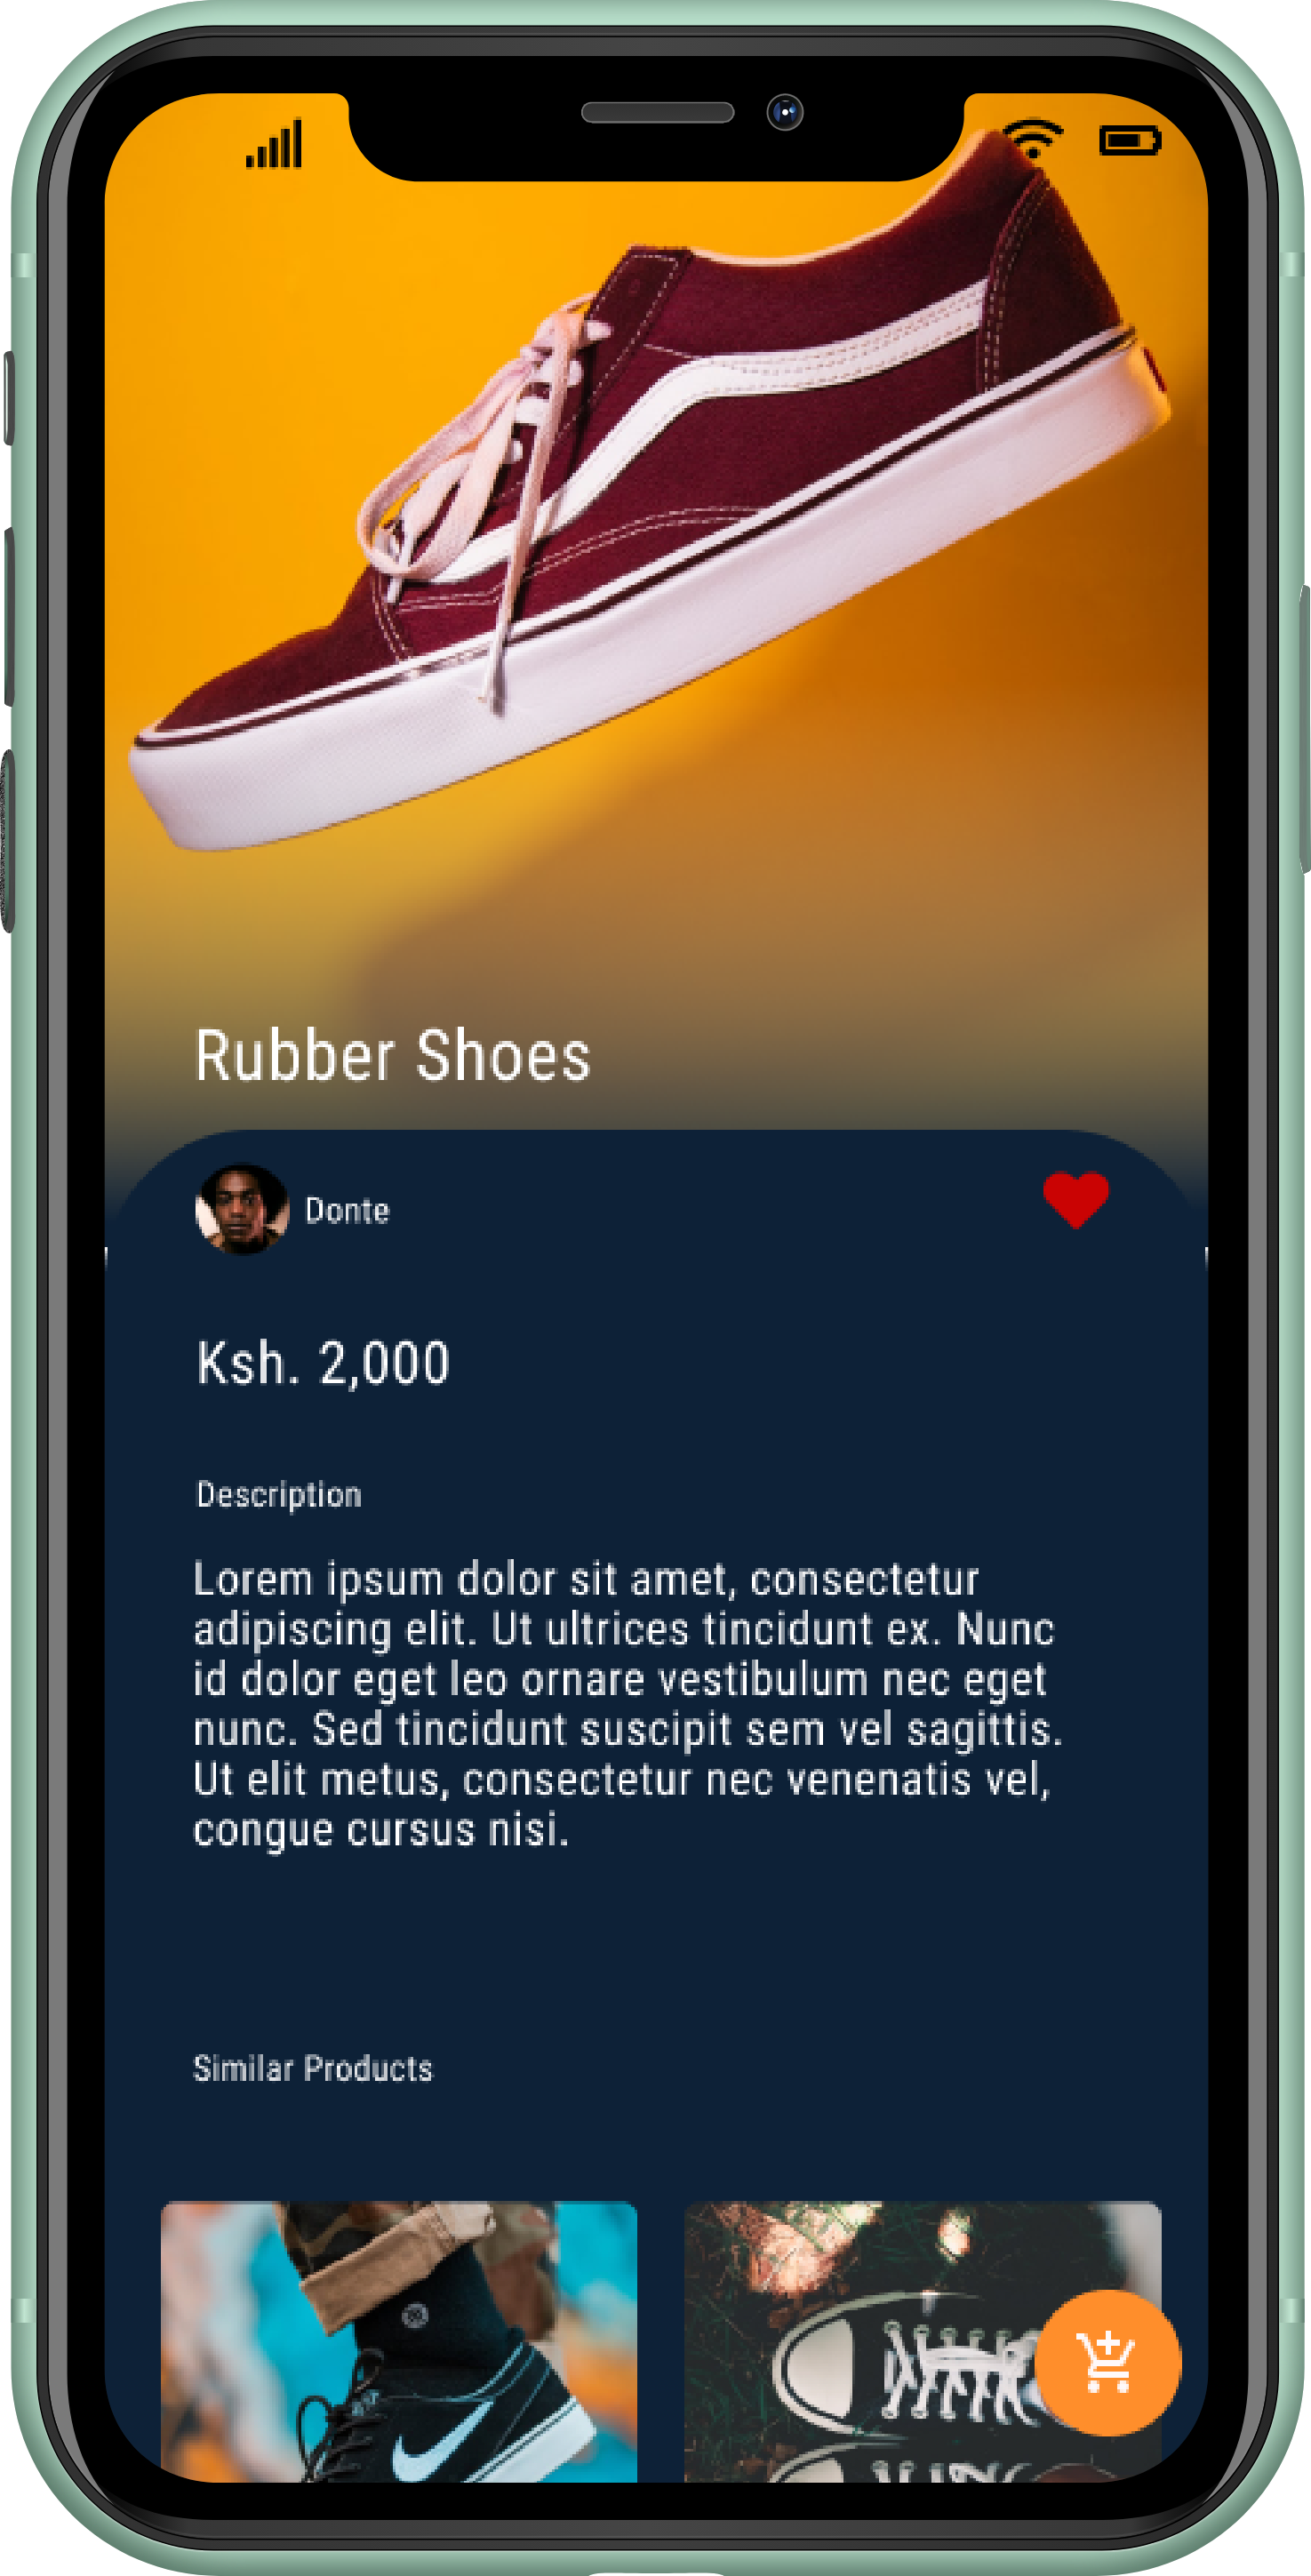 Rubber Shoes
Donte
Ksh. 2,000
Description
Lorem ipsum dolor sit amet, consectetur
adipiscing elit. Ut ultrices tincidunt ex. Nunc
id dolor eget leo ornare vestibulum nec eget
nunc. Sed tincidunt suscipit sem vel sagittis.
Ut elit metus, consectetur nec venenatis vel,
congue cursus nisi.
Similar Products